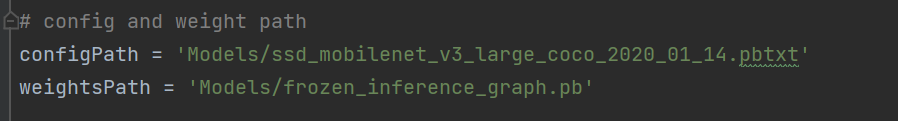 # config and weight path
configPath = 'Models/ssd_mobilenet_v3_large_coco_2020_01_14.pbtxt'
weightsPath = 'Models/frozen_inference_graph.pb'